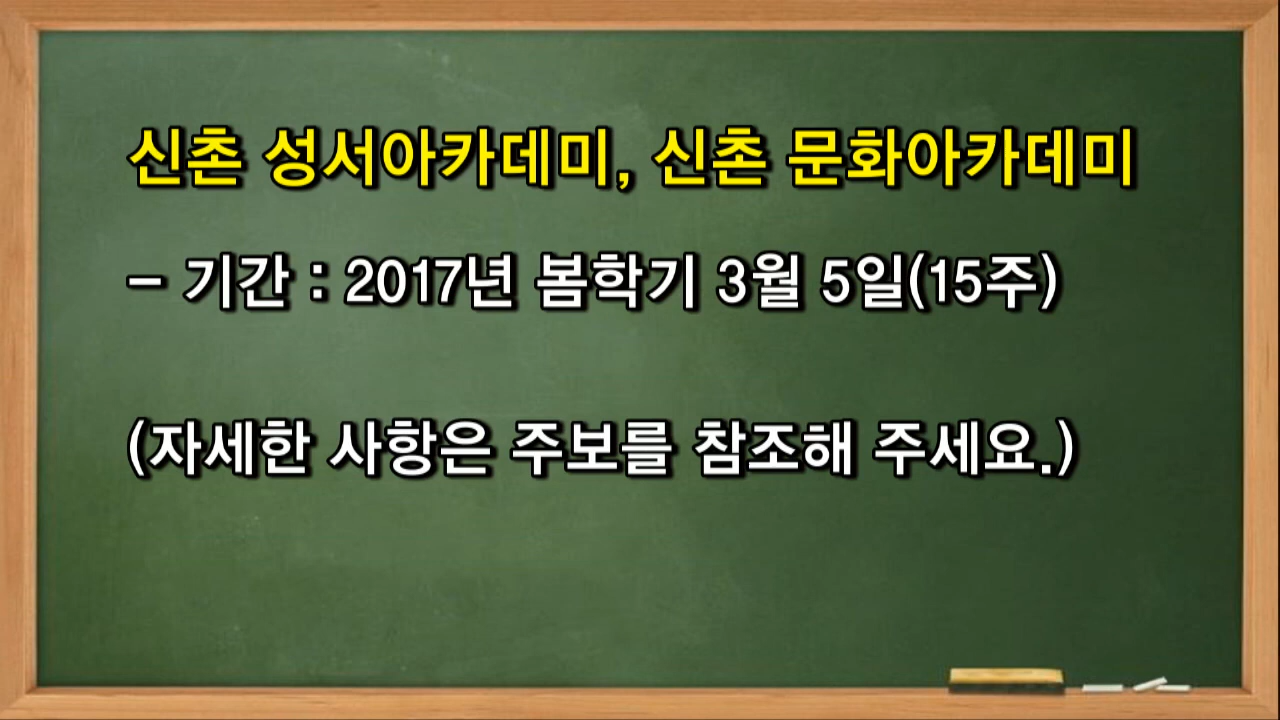 신촌 성서아카데미, 신촌 문화아카데미
- 기간 : 2017년 봄학기 3월 5일(15주)
(자세한 사항은 주보를 참조해 주세요.)